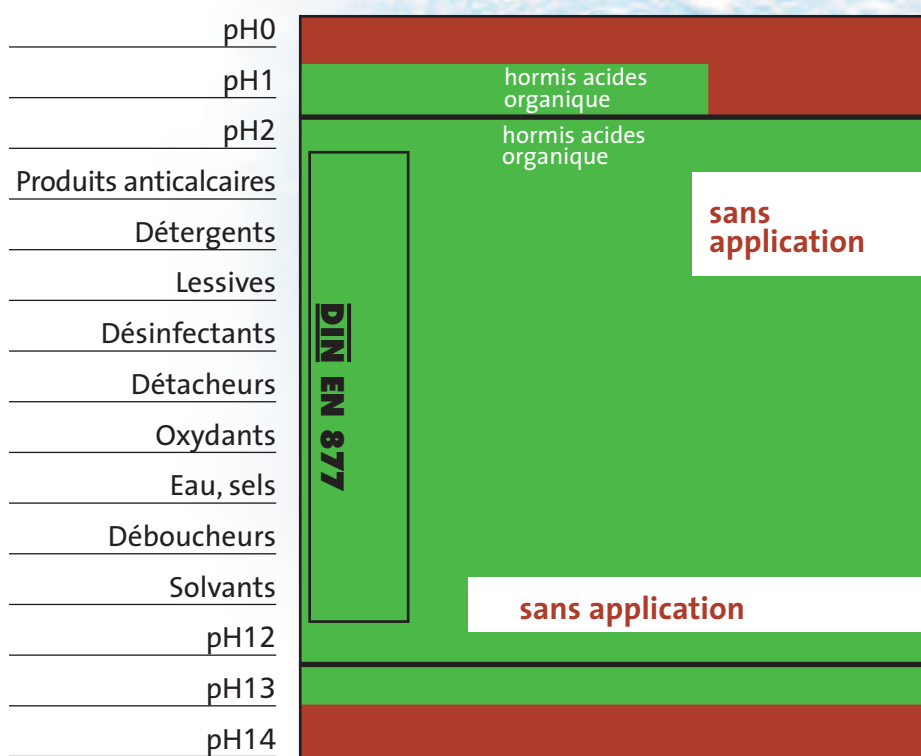 pH0
pH1
hormis acides
organique
pH2
hormis acides
organique
Produits anticalcaires
sans
application
Détergents
Lessives
Désinfectants
DIN EN 877
Détacheurs
Oxydants
Eau, sels
Déboucheurs
Solvants
sans application
pH12
pH13
pH14